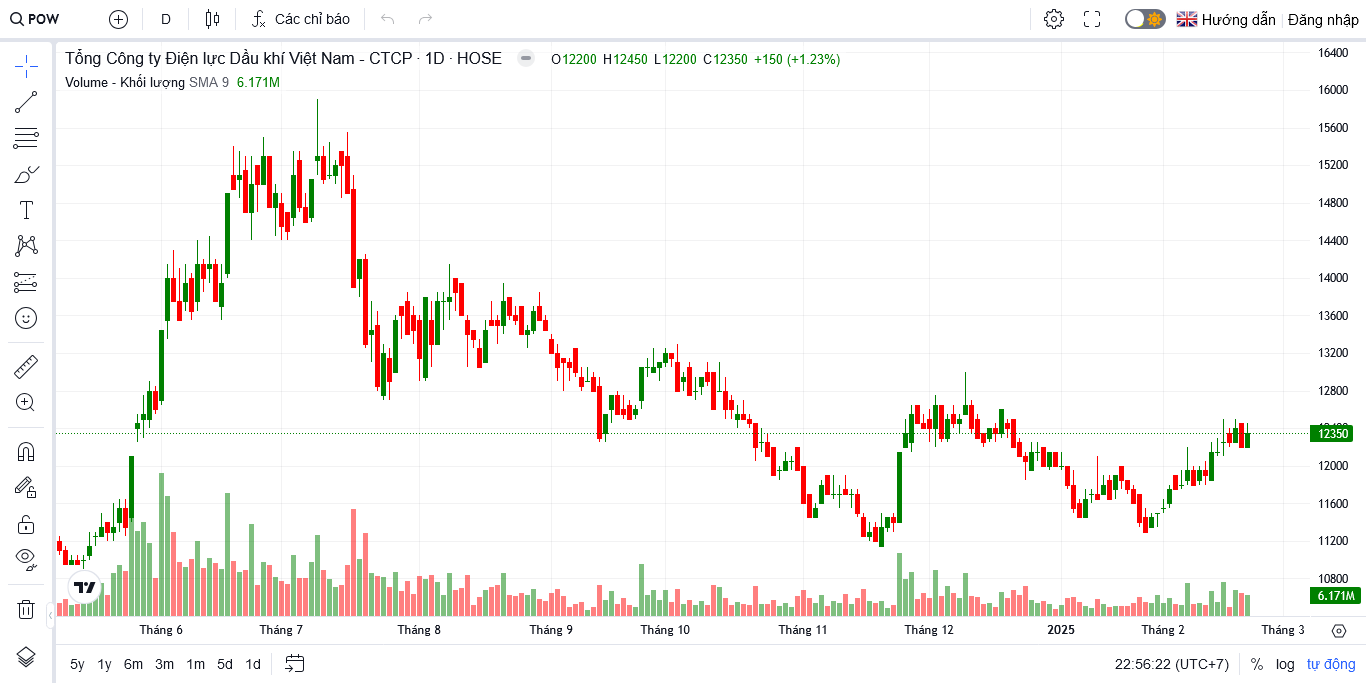 POW D Các chỉ báo Hướng dẫn Đăng nhập
Tổng Công ty Điện lực Dầu khí Việt Nam - CTCP · 1D · HOSE O12200 H12450 L12200 C12350 +150 (+1.23%)
Volume - Khối lượng SMA 9 6.171M
16400
16000
15600
15200
14800
14400
14000
13600
13200
12800
12350
12000
11600
11200
10800
6.171M
Tháng 6 Tháng 7 Tháng 8 Tháng 9 Tháng 10 Tháng 11 Tháng 12 2025 Tháng 2 Tháng 3
5y 1y 6m 3m 1m 5d 1d 22:56:22 (UTC+7) % log tự động